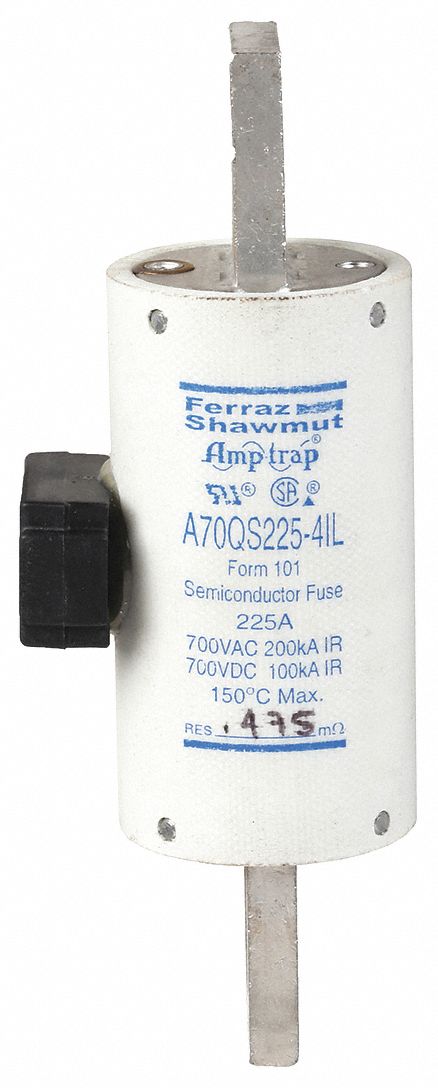 Ferraz
Shawmut
Amp-trap®
® SA ®
A70QS225-4IL
Form 101
Semiconductor Fuse
225A
700VAC 200kA IR
700VDC 100kA IR
150°C Max.
RES .475 mΩ